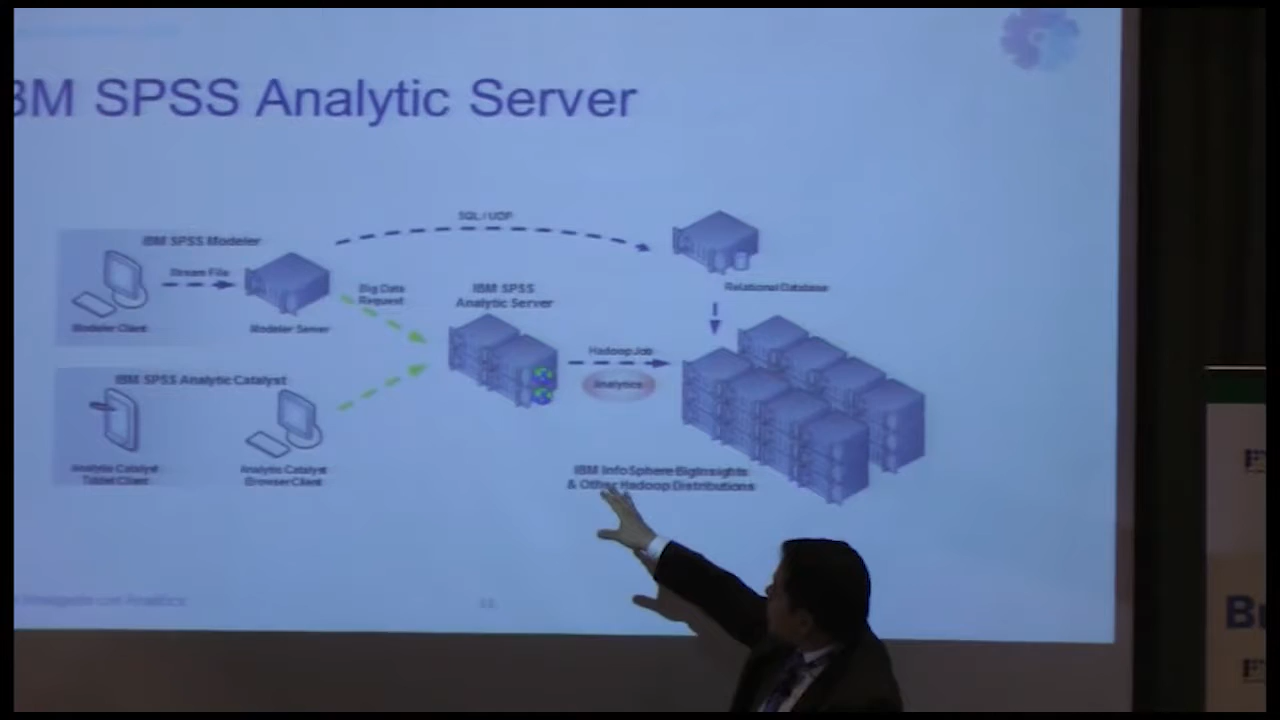 BM SPSS Analytic Server
SQL / UDF
IBM SPSS Modeler
Stream File
Modeler Client
Modeler Server
Big Data
Request
IBM SPSS
Analytic Server
Relational Database
Hadoop Job
Analytics
IBM SPSS Analytic Catalyst
Analytic Catalyst
Tablet Client
Analytic Catalyst
Browser Client
IBM InfoSphere BigInsights
& Other Hadoop Distributions